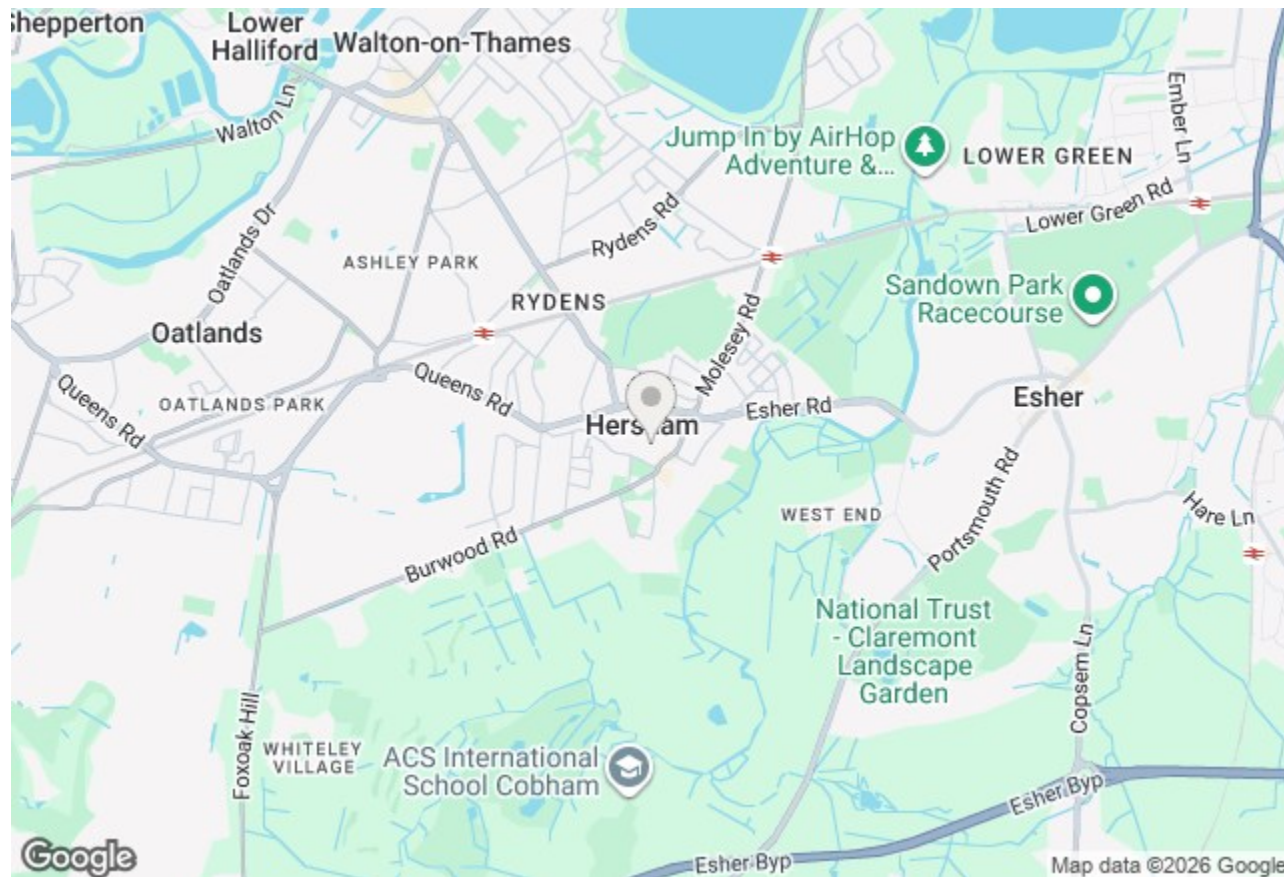 Shepperton
Lower
Halliford
Walton-on-Thames
Walton Ln
Ember Ln
Jump In by AirHop
Adventure &...
LOWER GREEN
Lower Green Rd
Rydens Rd
Oatlands Dr
ASHLEY PARK
RYDENS
Sandown Park
Racecourse
Oatlands
Molesey Rd
Queens Rd
Queens Rd
OATLANDS PARK
Hersham
Esher Rd
Esher
Portsmouth Rd
Hare Ln
WEST END
Burwood Rd
National Trust
- Claremont
Landscape
Garden
Copsem Ln
Foxoak Hill
WHITELEY
VILLAGE
ACS International
School Cobham
Esher Byp
Esher Byp
Google
Map data ©2026 Google